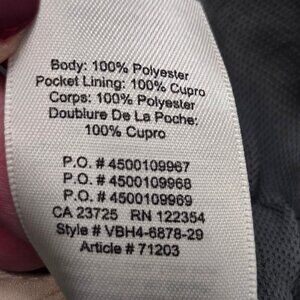 Body: 100% Polyester
Pocket Lining: 100% Cupro
Corps: 100% Polyester
Doublure De La Poche:
100% Cupro
P.O. # 4500109967
P.O. # 4500109968
P.O. # 4500109969
CA 23725 RN 122354
Style # VBH4-6878-29
Article # 71203